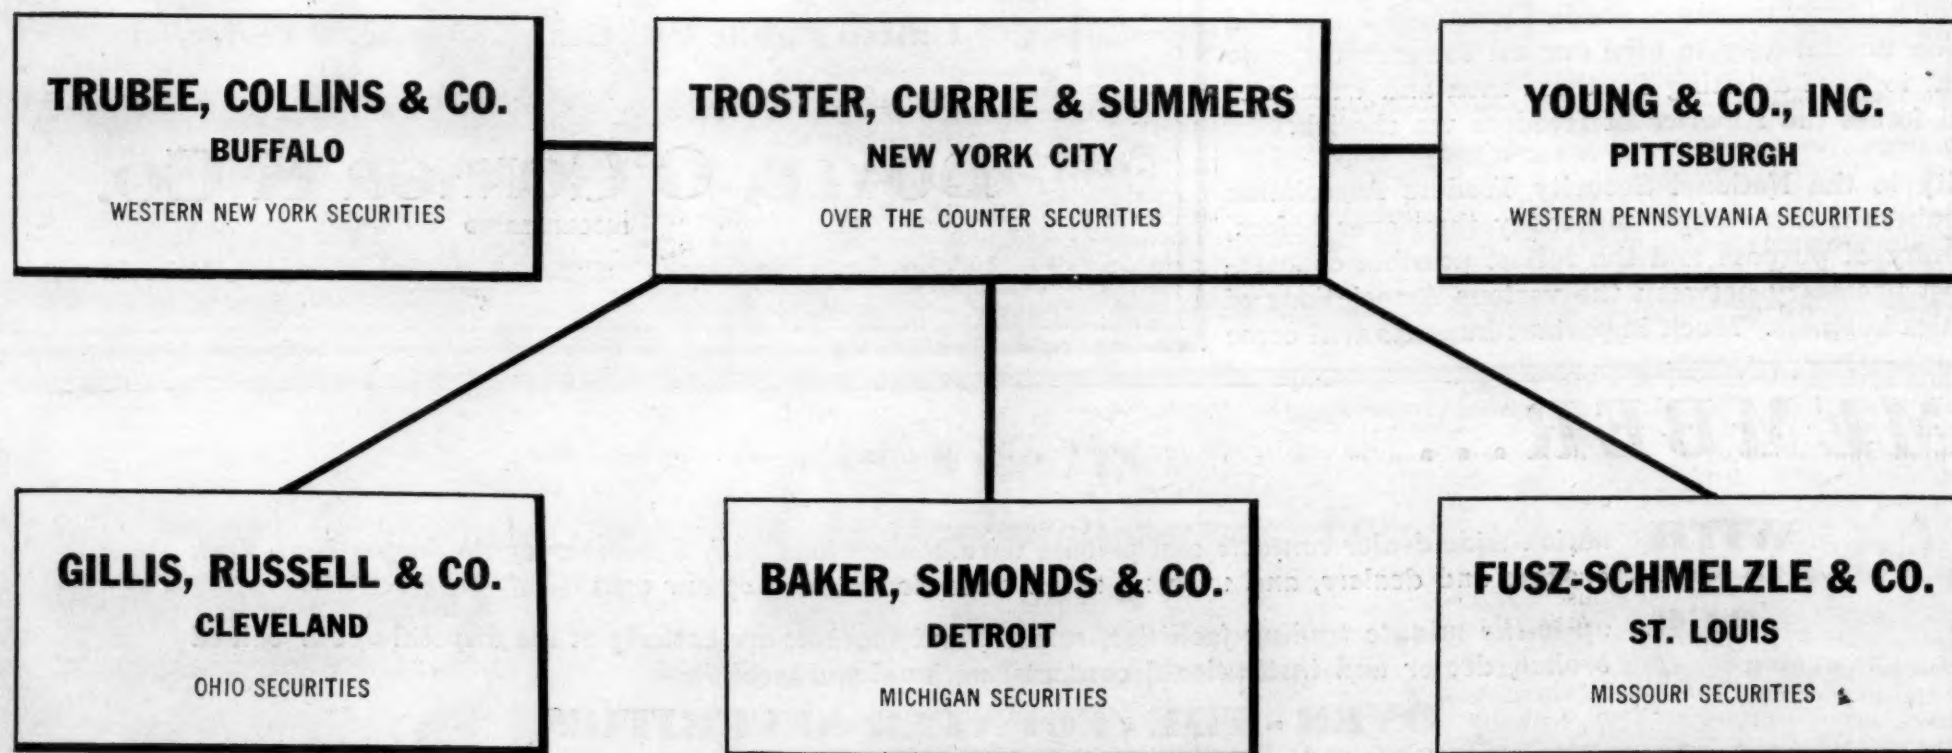 TRUBEE, COLLINS & CO.
BUFFALO
WESTERN NEW YORK SECURITIES
TROSTER, CURRIE & SUMMERS
NEW YORK CITY
OVER THE COUNTER SECURITIES
YOUNG & CO., INC.
PITTSBURGH
WESTERN PENNSYLVANIA SECURITIES
GILLIS, RUSSELL & CO.
CLEVELAND
OHIO SECURITIES
BAKER, SIMONDS & CO.
DETROIT
MICHIGAN SECURITIES
FUSZ-SCHMELZLE & CO.
ST. LOUIS
MISSOURI SECURITIES